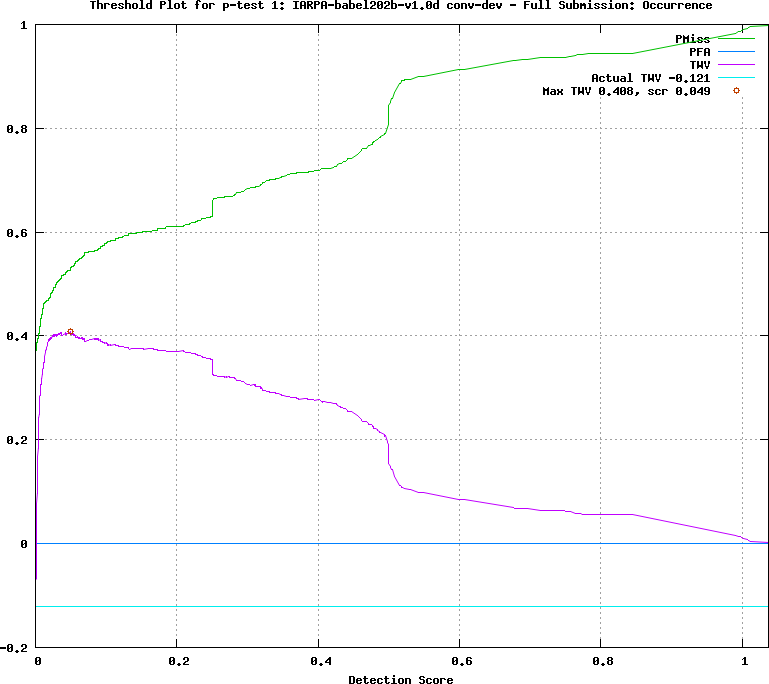 Threshold Plot for p-test 1: IARPA-babel202b-v1.0d conv-dev - Full Submission: Occurrence
1
0.8
0.6
0.4
0.2
0
-0.2
PMiss
PFA
TWV
Actual TWV -0.121
Max TWV 0.408, scr 0.049
0 0.2 0.4 0.6 0.8 1
Detection Score